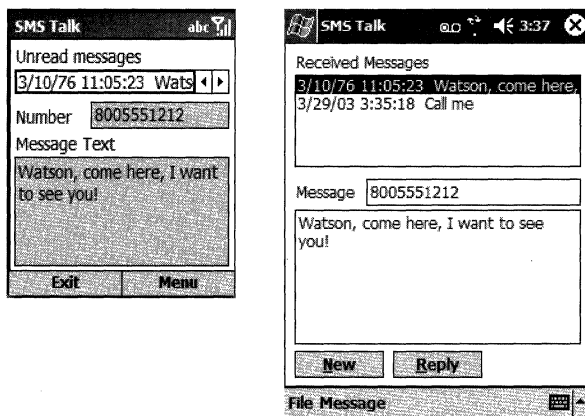 SMS Talk abc
Unread messages
3/10/76 11:05:23 Wats
Number 8005551212
Message Text
Watson, come here, I want
to see you!
Exit Menu
SMS Talk 3:37
Received Messages
3/10/76 11:05:23 Watson, come here,
3/29/03 3:35:18 Call me
Message 8005551212
Watson, come here, I want to see
you!
New Reply
File Message